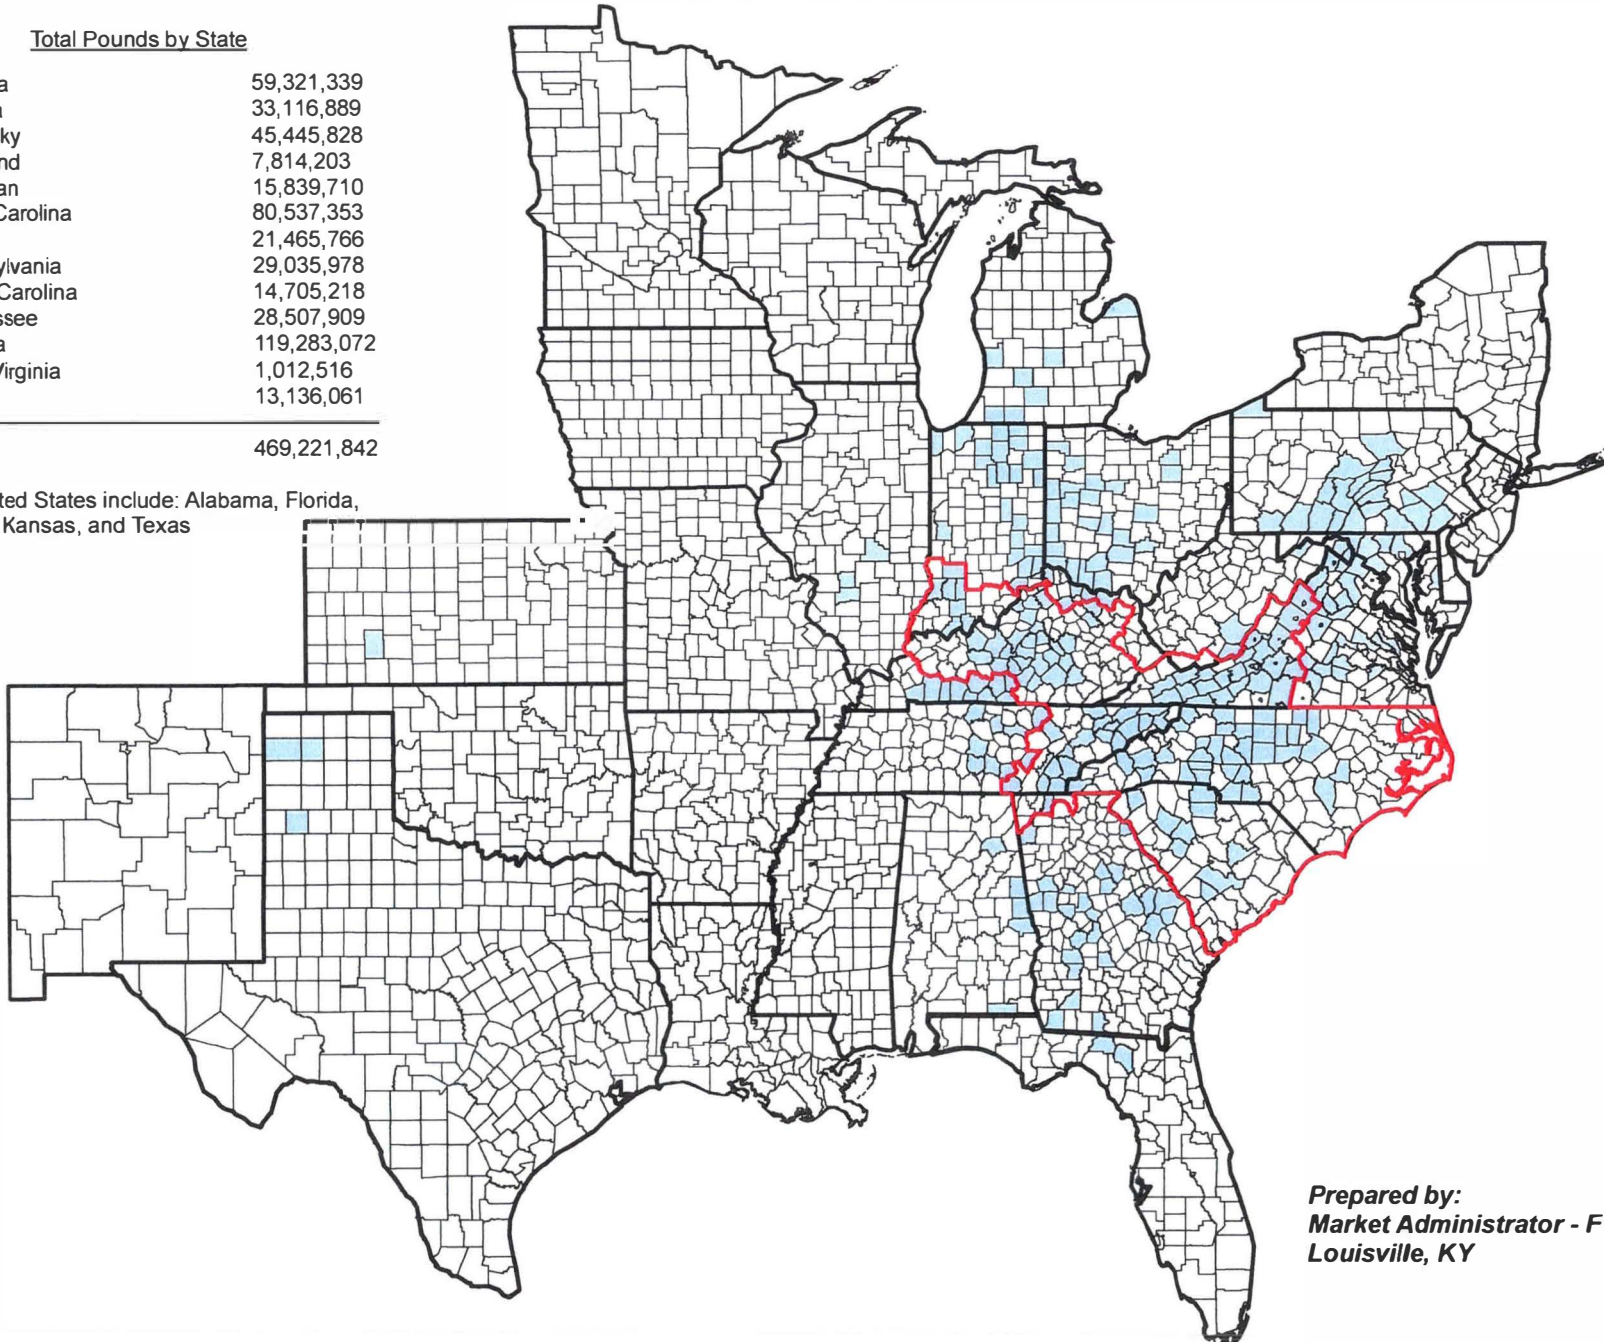 Total Pounds by State
a 59,321,339
a 33,116,889
ky 45,445,828
nd 7,814,203
an 15,839,710
Carolina 80,537,353
21,465,766
ylvania 29,035,978
Carolina 14,705,218
ssee 28,507,909
a 119,283,072
Virginia 1,012,516
13,136,061
469,221,842
ted States include: Alabama, Florida,
Kansas, and Texas
Prepared by:
Market Administrator - F
Louisville, KY